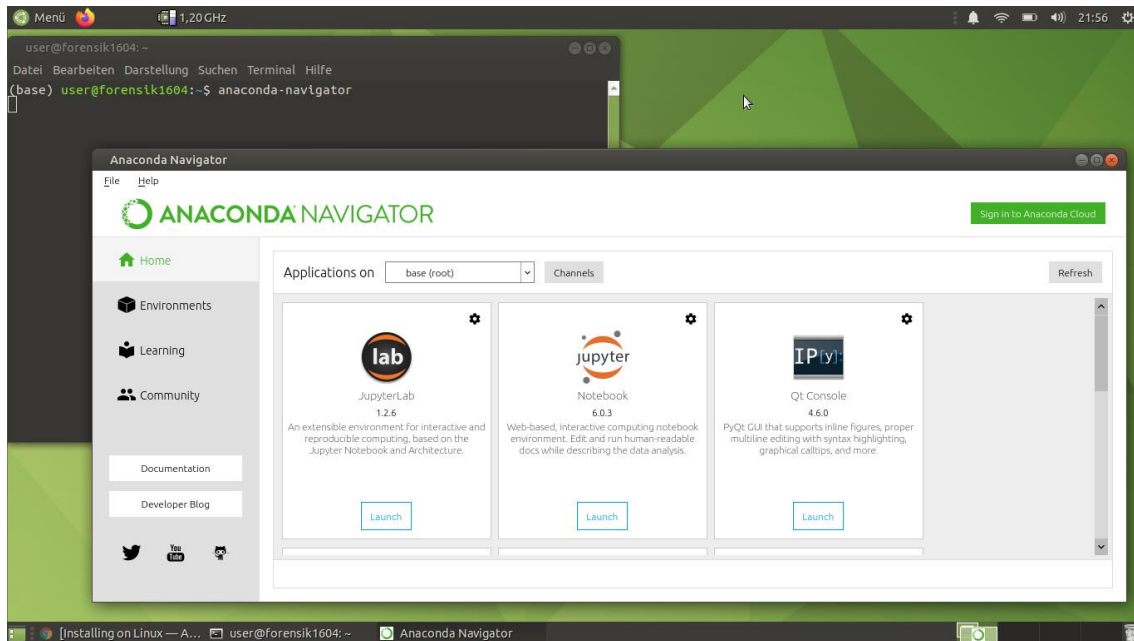 Menü 1,20 GHz 21:56
user@forensik1604: ~
Datei Bearbeiten Darstellung Suchen Terminal Hilfe
(base) user@forensik1604:~$ anaconda-navigator
Anaconda Navigator
File Help
ANACONDA NAVIGATOR
Sign in to Anaconda Cloud
Home
Environments
Learning
Community
Documentation
Developer Blog
You
Tube
Applications on base (root) Channels Refresh
lab
JupyterLab
1.2.6
An extensible environment for interactive and
reproducible computing, based on the
Jupyter Notebook and Architecture.
Launch
jupyter
Notebook
6.0.3
Web-based, interactive computing notebook
environment. Edit and run human-readable
docs while describing the data analysis.
Launch
IP[y]:
Qt Console
4.6.0
PyQt GUI that supports inline figures, proper
multiline editing with syntax highlighting,
graphical calltips, and more.
Launch
[Installing on Linux — A... user@forensik1604: ~ Anaconda Navigator